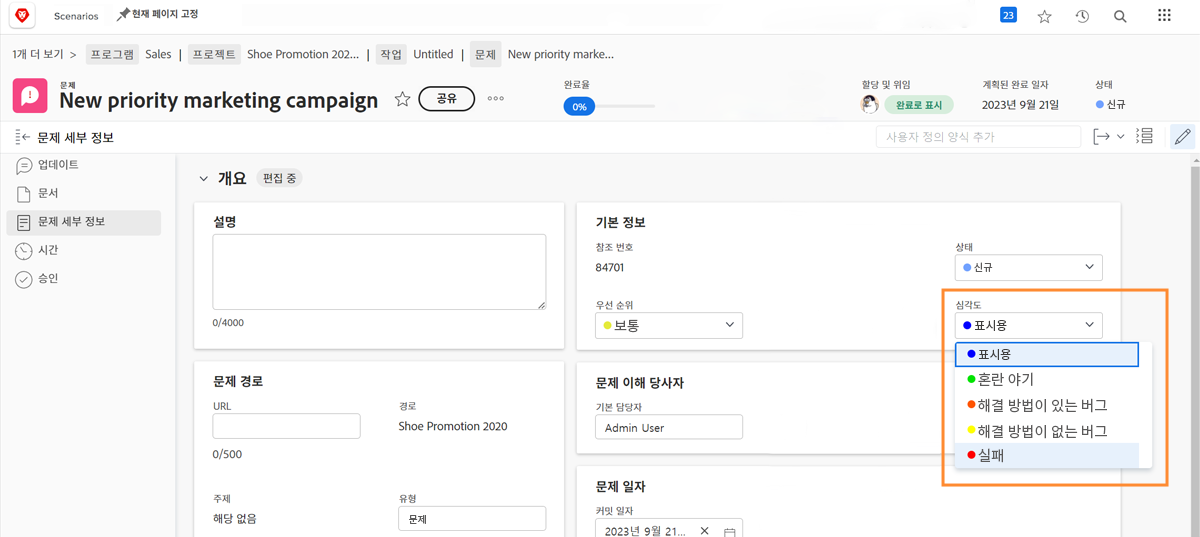 Scenarios
현재 페이지 고정
23
1개 더 보기 > 프로그램 Sales | 프로젝트 Shoe Promotion 202... | 작업 Untitled | 문제 New priority marke...
문제
New priority marketing campaign
공유
완료율
0%
할당 및 위임
완료로 표시
계획된 완료 일자
2023년 9월 21일
상태
신규
문제 세부 정보
사용자 정의 양식 추가
업데이트
문서
문제 세부 정보
시간
승인
개요
편집 중
설명
0/4000
기본 정보
참조 번호
84701
상태
신규
우선 순위
보통
심각도
표시용
표시용
혼란 야기
해결 방법이 있는 버그
해결 방법이 없는 버그
실패
문제 경로
URL
0/500
경로
Shoe Promotion 2020
주제
해당 없음
유형
문제
문제 이해 당사자
기본 담당자
Admin User
문제 일자
커밋 일자
2023년 9월 21...